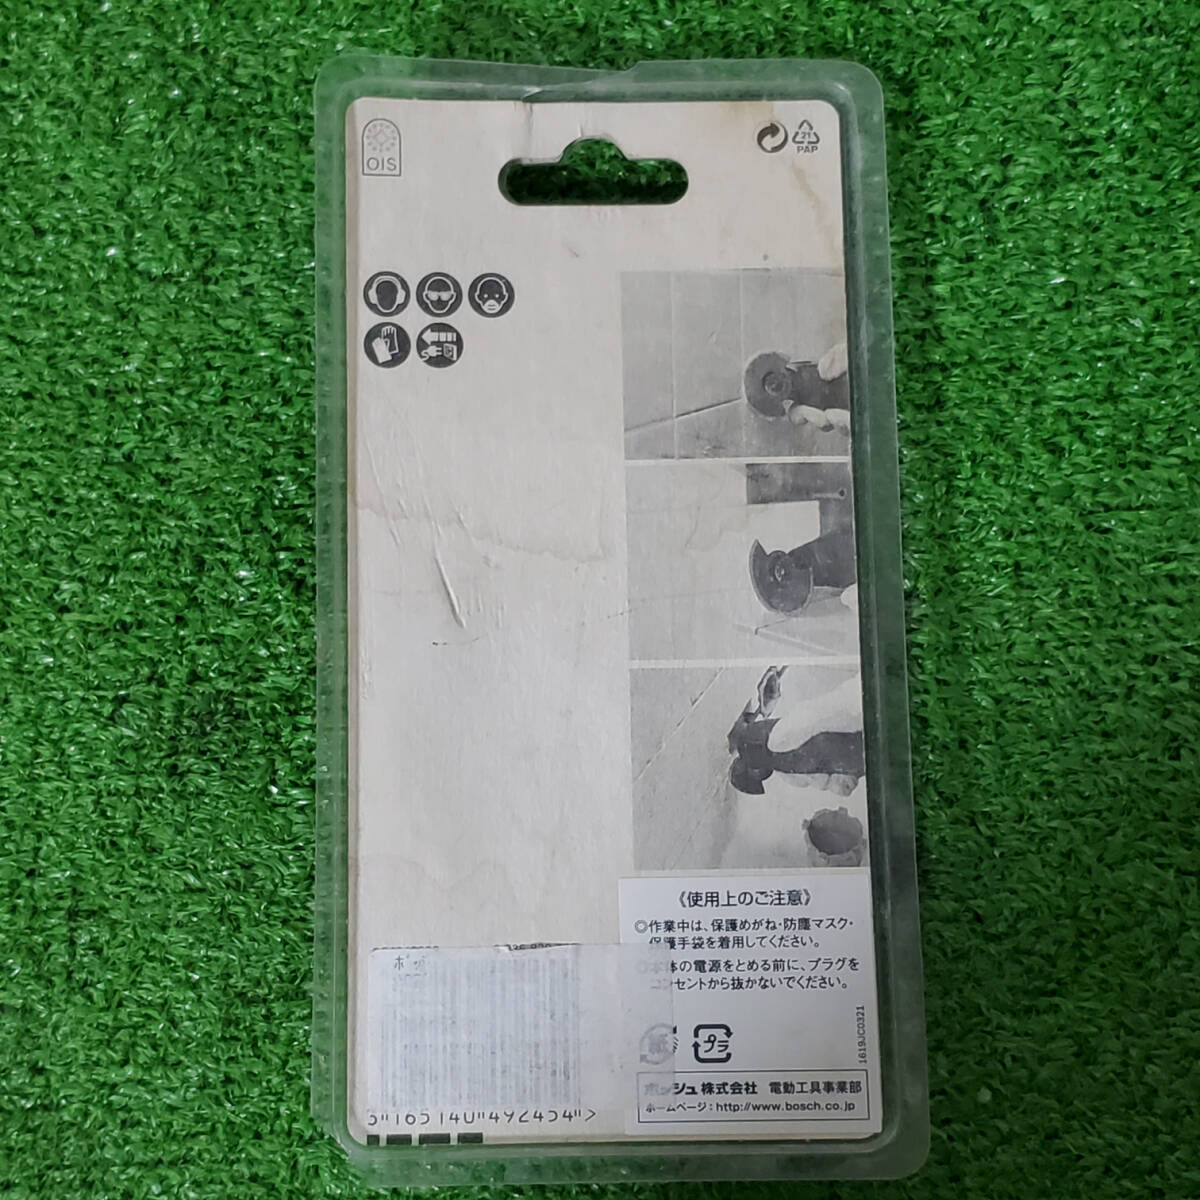 OIS
21
PAP
《使用上のご注意》
◎作業中は、保護めがね・防塵マスク・
保護手袋を着用してください。
本体の電源をとめる前に、プラグを
コンセントから抜かないでください。
1619JC0321
紙
プラ
ボッシュ株式会社 電動工具事業部
ホームページ:http://www.bosch.co.jp
3"165140"492454">